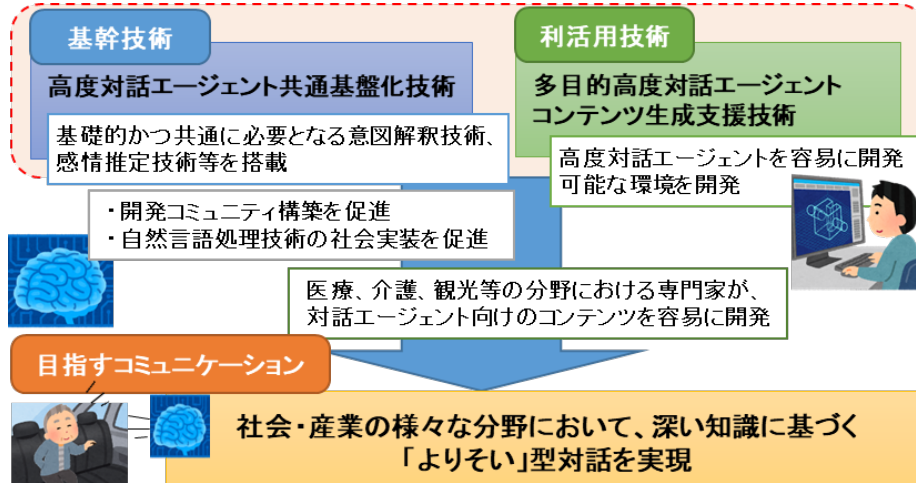 基幹技術
高度対話エージェント共通基盤化技術
基礎的かつ共通に必要となる意図解釈技術、
感情推定技術等を搭載
・開発コミュニティ構築を促進
・自然言語処理技術の社会実装を促進
利活用技術
多目的高度対話エージェント
コンテンツ生成支援技術
高度対話エージェントを容易に開発
可能な環境を開発
医療、介護、観光等の分野における専門家が、
対話エージェント向けのコンテンツを容易に開発
目指すコミュニケーション
社会・産業の様々な分野において、深い知識に基づく
「よりそい」型対話を実現